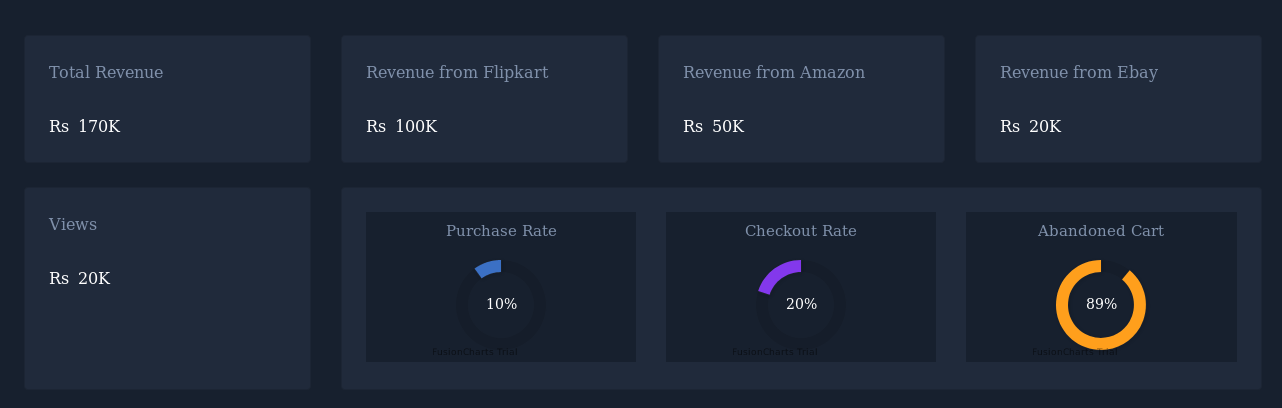 Total Revenue
Rs 170K
Revenue from Flipkart
Rs 100K
Revenue from Amazon
Rs 50K
Revenue from Ebay
Rs 20K
Views
Rs 20K
Purchase Rate
10%
FusionCharts Trial
Checkout Rate
20%
FusionCharts Trial
Abandoned Cart
89%
FusionCharts Trial